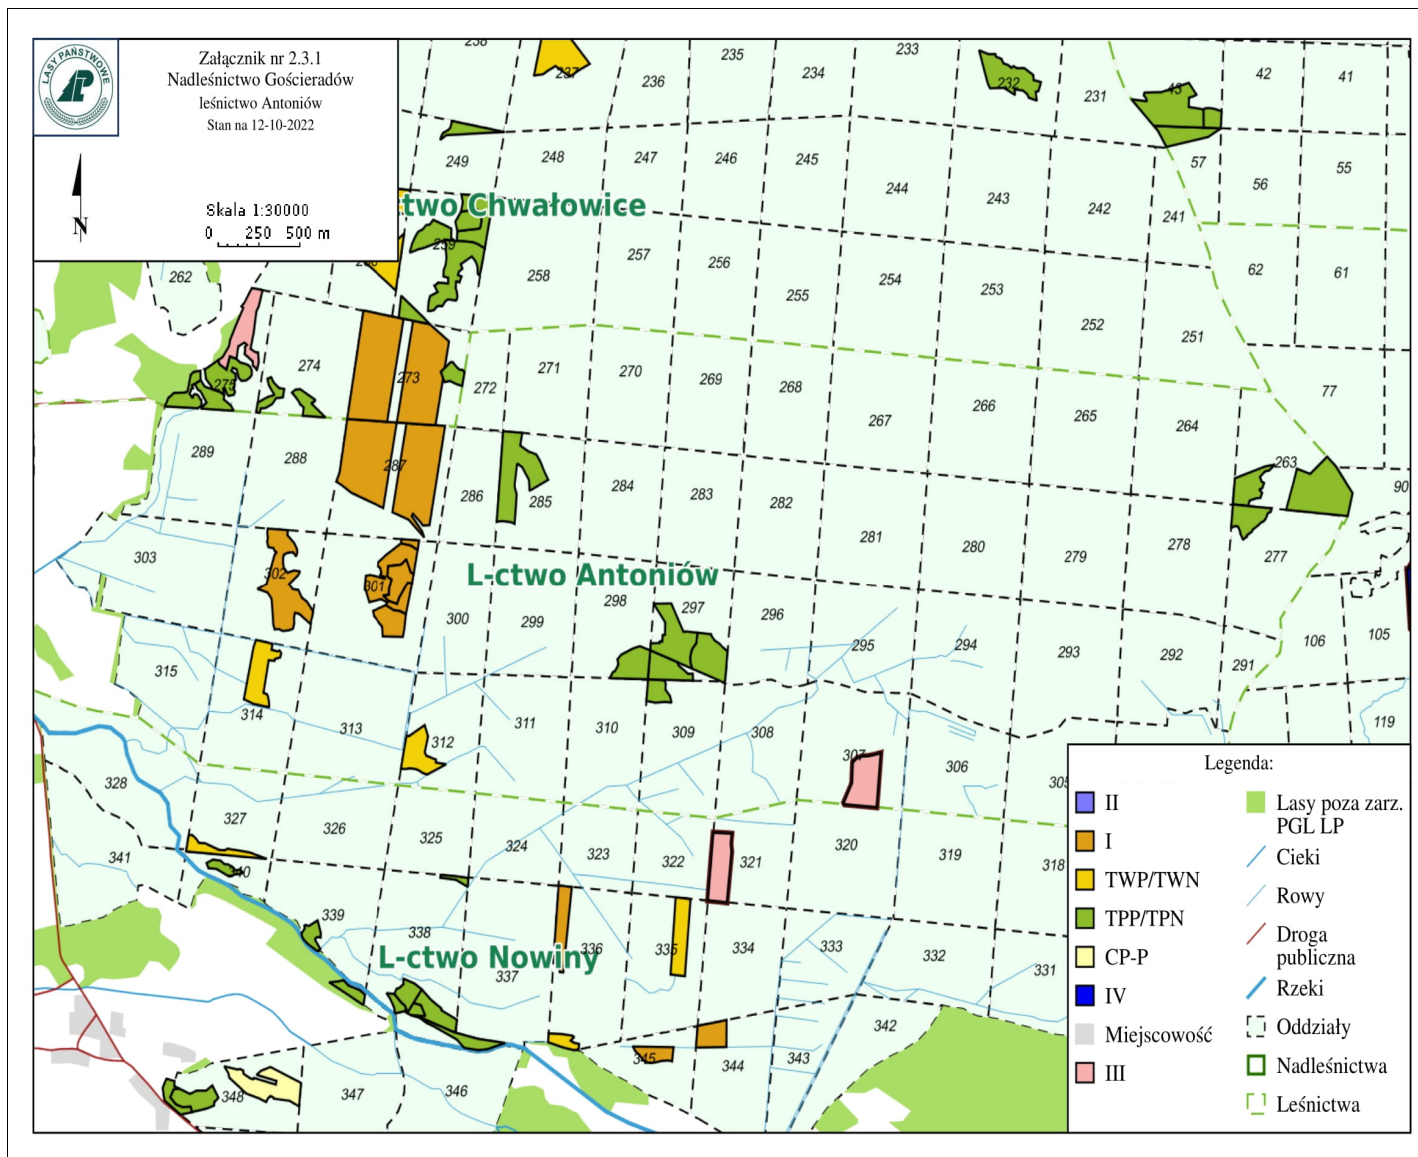 LASY PAŃSTWOWE
Załącznik nr 2.3.1
Nadleśnictwo Gościeradów
leśnictwo Antoniów
Stan na 12-10-2022
N
Skala 1:30000
0 250 500 m
238 237 236 235 234 233 232 231 43 42 41
249 248 247 246 245 244 243 242 241 57 56 55
L-ctwo Chwałowice
259 258 257 256 255 254 253 252 251 62 61
262
275 274 273 272 271 270 269 268 267 266 265 264 77
289 288 287 286 285 284 283 282 281 280 279 278 263 277 90
303 302 301 300 299 298 297 296 295 294 293 292 291 106 105
L-ctwo Antoniów
315 314 313 312 311 310 309 308 307 306 305 119
328 327 326 325 324 323 322 321 320 319 318
341 340 339 338 337 336 335 334 333 332 331
L-ctwo Nowiny
348 347 346 345 344 343 342
Legenda:
II
I
TWP/TWN
TPP/TPN
CP-P
IV
Miejscowość
III
Lasy poza zarz.
PGL LP
Cieki
Rowy
Droga
publiczna
Rzeki
Oddziały
Nadleśnictwa
Leśnictwa